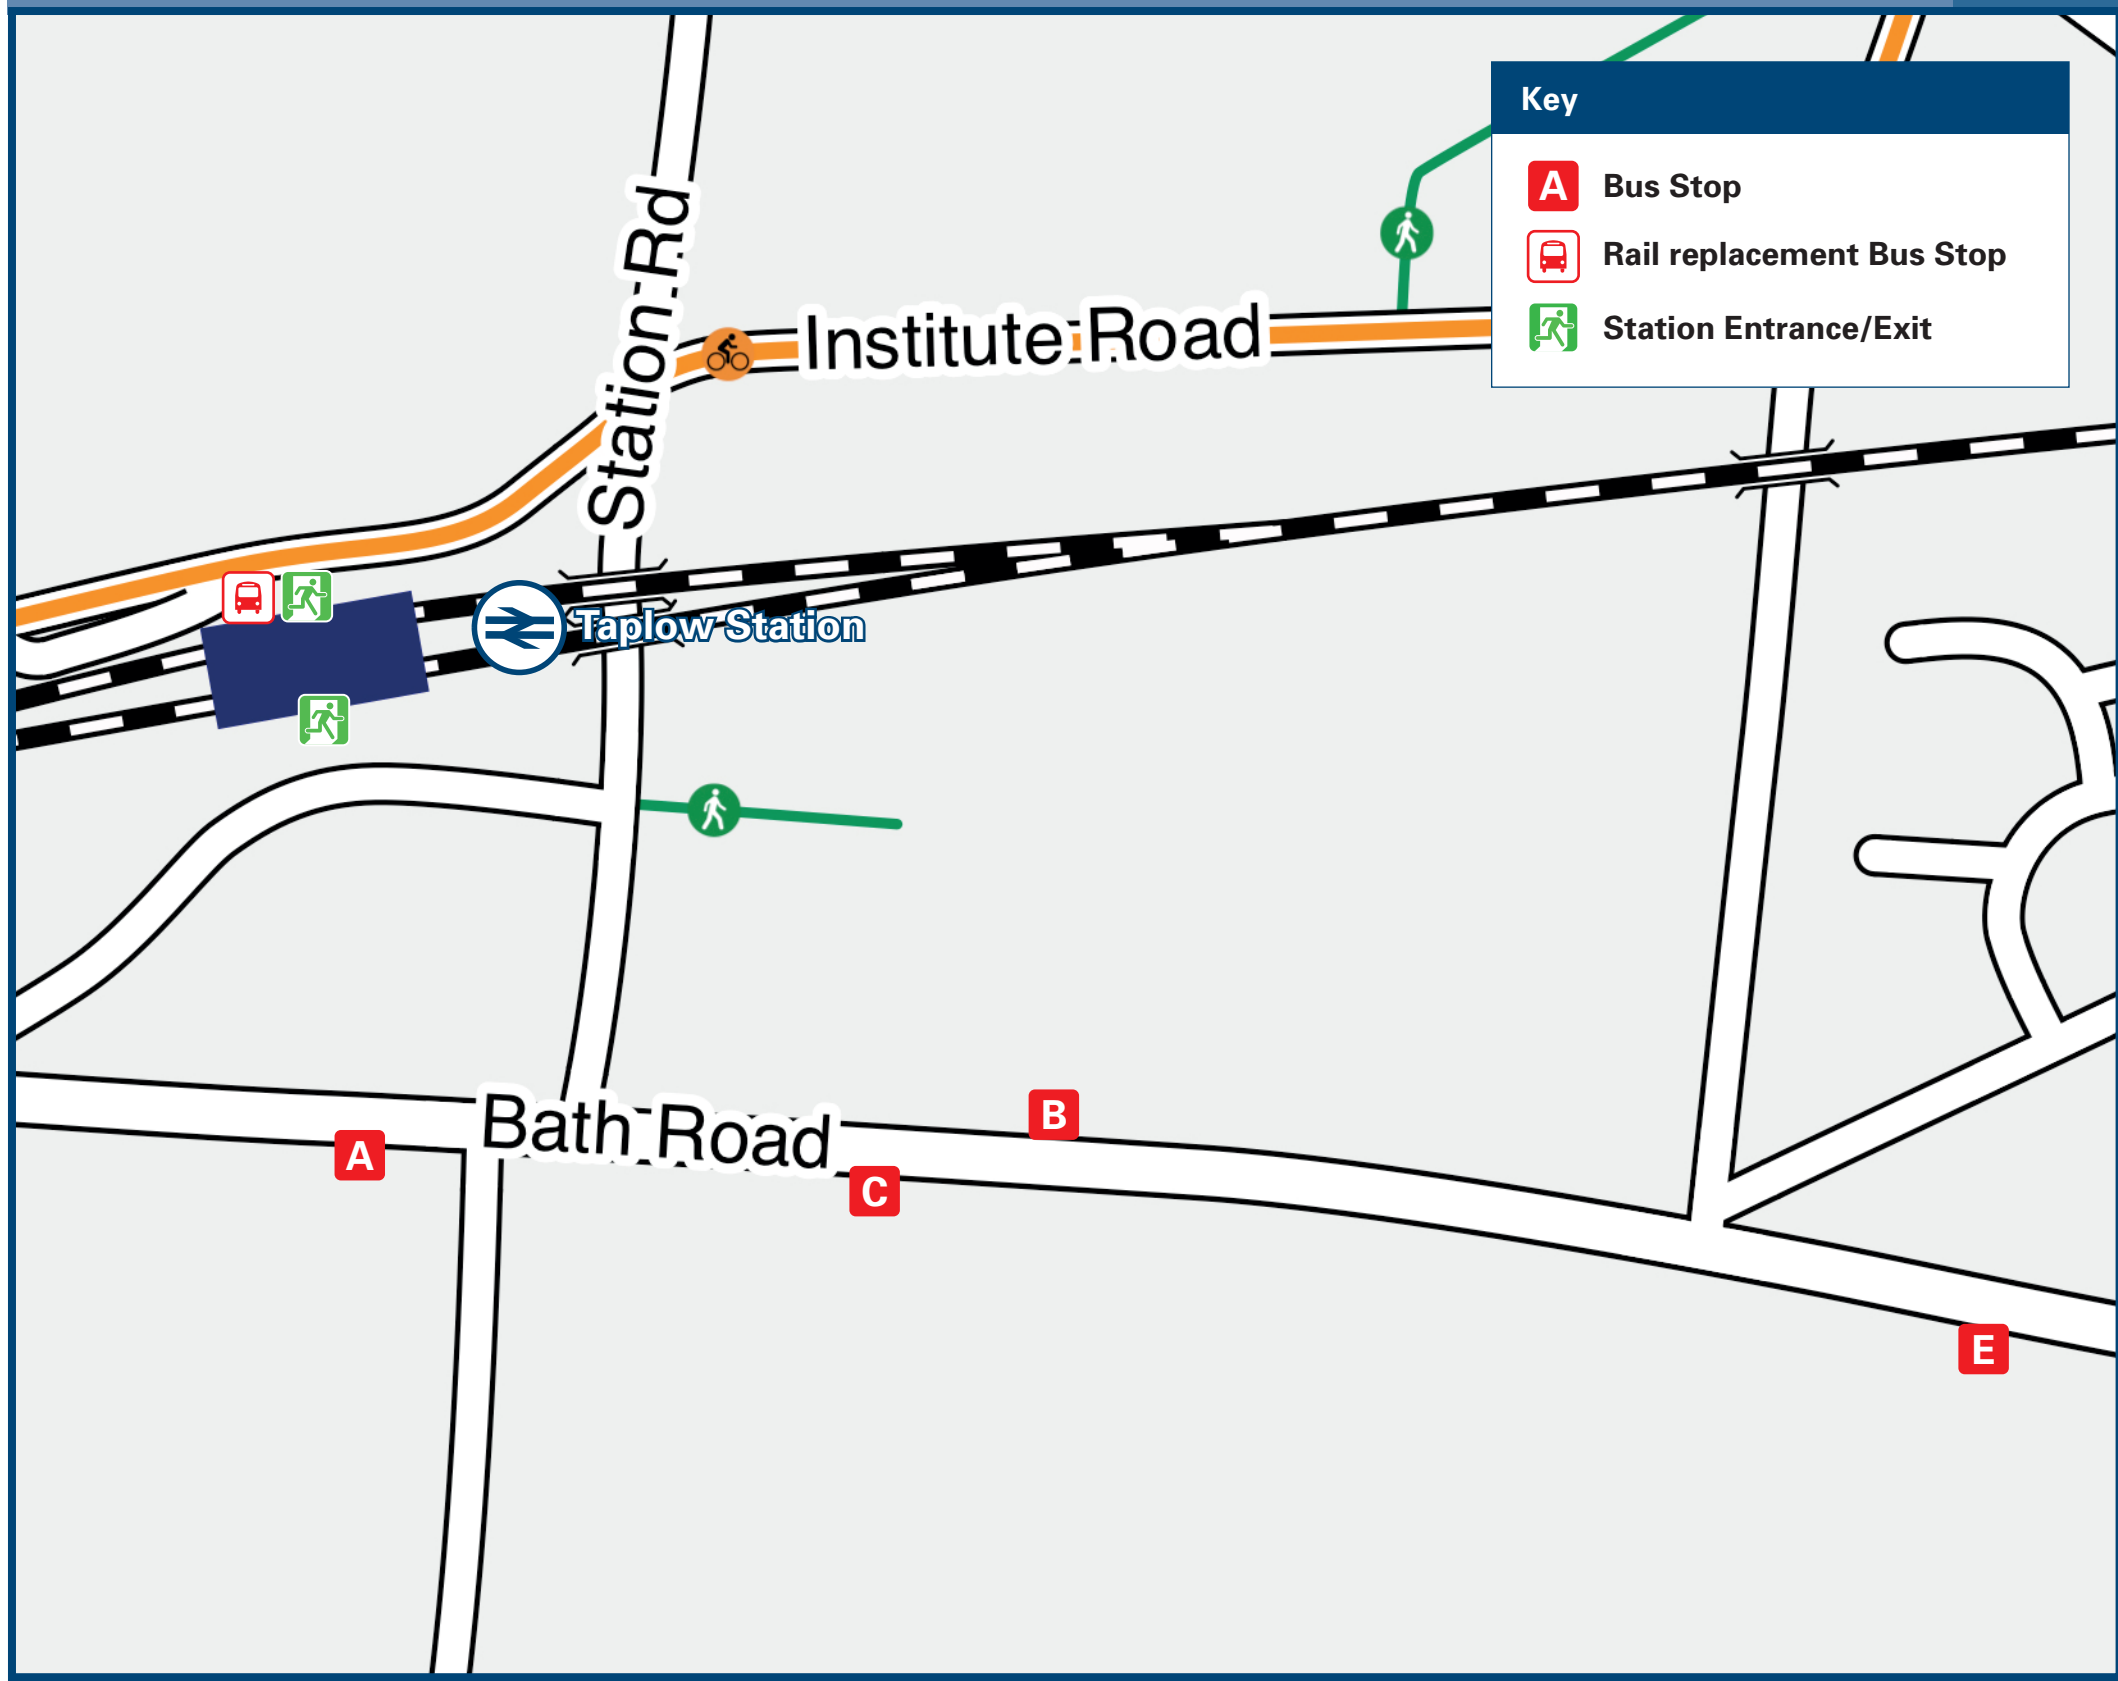 Key
A Bus Stop
Rail replacement Bus Stop
Station Entrance/Exit
Station Rd
Institute Road
Taplow Station
Bath Road
A
B
C
E